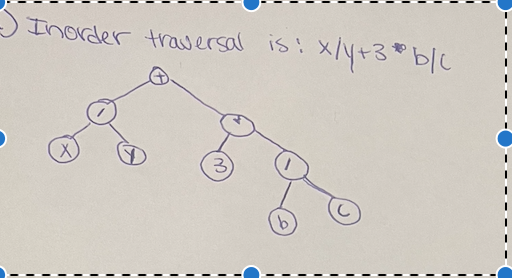 ) Inorder traversal is: x/y+3*b/c
+
/ *
x y 3 /
b c